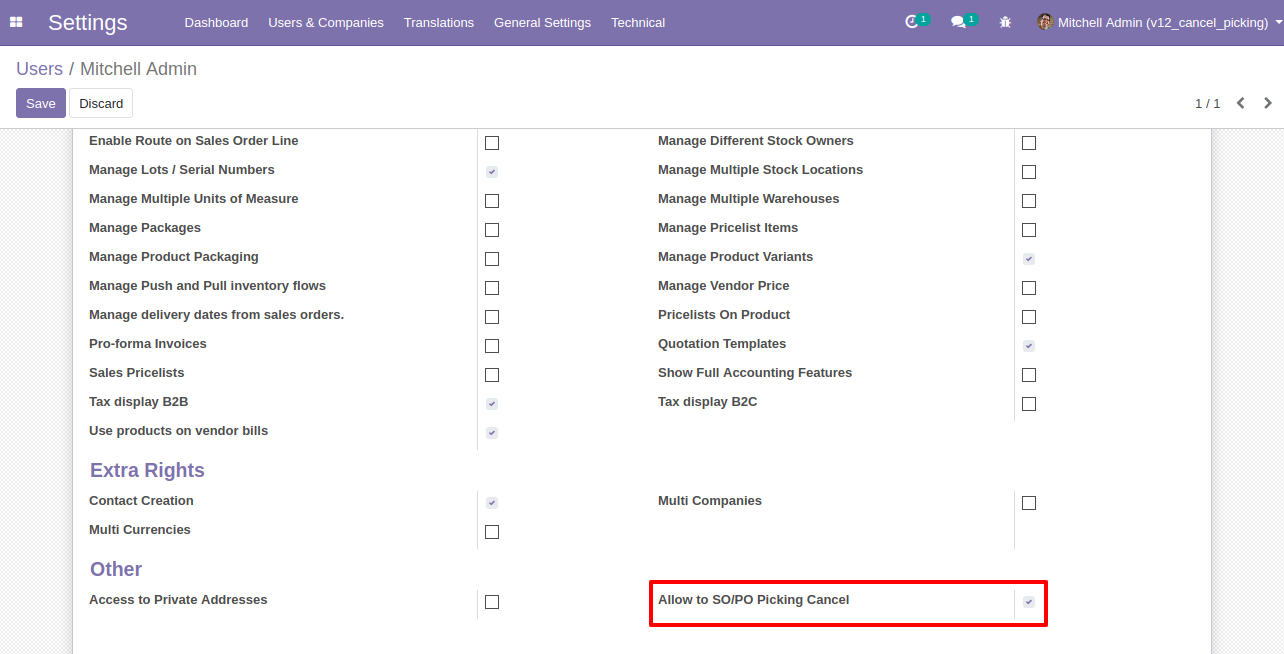 Settings Dashboard Users & Companies Translations General Settings Technical 1 1 Mitchell Admin (v12_cancel_picking)
Users / Mitchell Admin
Save Discard 1 / 1
Enable Route on Sales Order Line Manage Different Stock Owners
Manage Lots / Serial Numbers Manage Multiple Stock Locations
Manage Multiple Units of Measure Manage Multiple Warehouses
Manage Packages Manage Pricelist Items
Manage Product Packaging Manage Product Variants
Manage Push and Pull inventory flows Manage Vendor Price
Manage delivery dates from sales orders. Pricelists On Product
Pro-forma Invoices Quotation Templates
Sales Pricelists Show Full Accounting Features
Tax display B2B Tax display B2C
Use products on vendor bills
Extra Rights
Contact Creation Multi Companies
Multi Currencies
Other
Access to Private Addresses Allow to SO/PO Picking Cancel